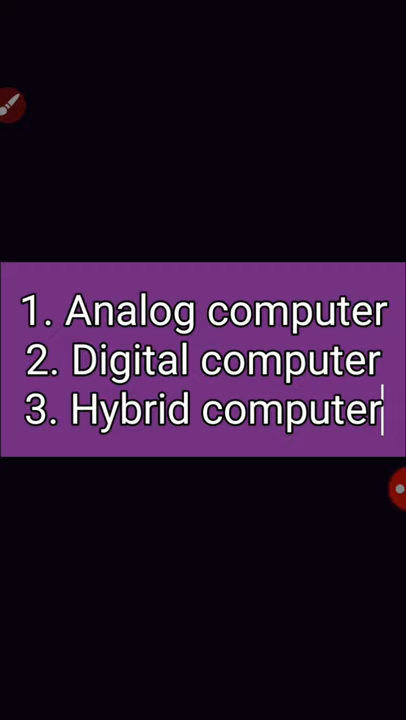 1. Analog computer
2. Digital computer
3. Hybrid computer